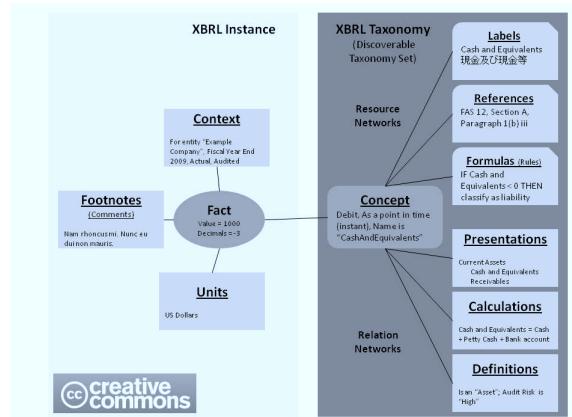 XBRL Instance
Context
For entity "Example
Company", Fiscal Year End
2009, Actual, Audited
Footnotes
(Comments)
Nam rhoncus mi. Nunc eu
dui non mauris.
Fact
Value = 1000
Decimals = -3
Units
US Dollars
cc creative
commons
XBRL Taxonomy
(Discoverable
Taxonomy Set)
Resource
Networks
Labels
Cash and Equivalents
現金及び現金等
References
FAS 12, Section A,
Paragraph 1(b) iii
Formulas (Rules)
IF Cash and
Equivalents < 0 THEN
classify as liability
Concept
Debit, As a point in time
(instant), Name is
"CashAndEquivalents"
Presentations
Current Assets
Cash and Equivalents
Receivables
Calculations
Cash and Equivalents = Cash
+ Petty Cash + Bank account
Relation
Networks
Definitions
Is an "Asset"; Audit Risk is
"High"